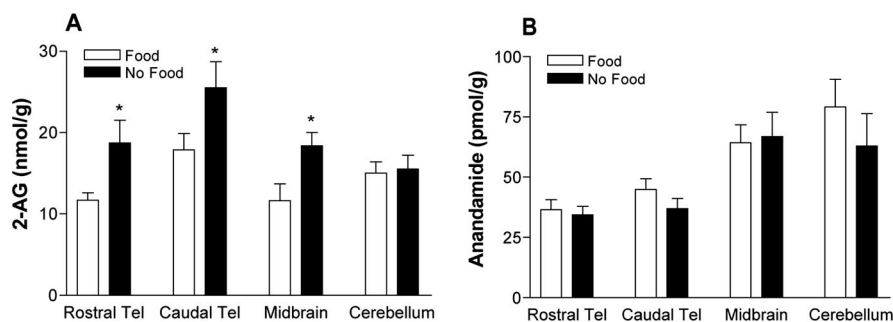 A
Food
No Food
2-AG (nmol/g)
30
20
10
0
*
*
*
Rostral Tel Caudal Tel Midbrain Cerebellum
B
Food
No Food
Anandamide (pmol/g)
100
75
50
25
0
Rostral Tel Caudal Tel Midbrain Cerebellum